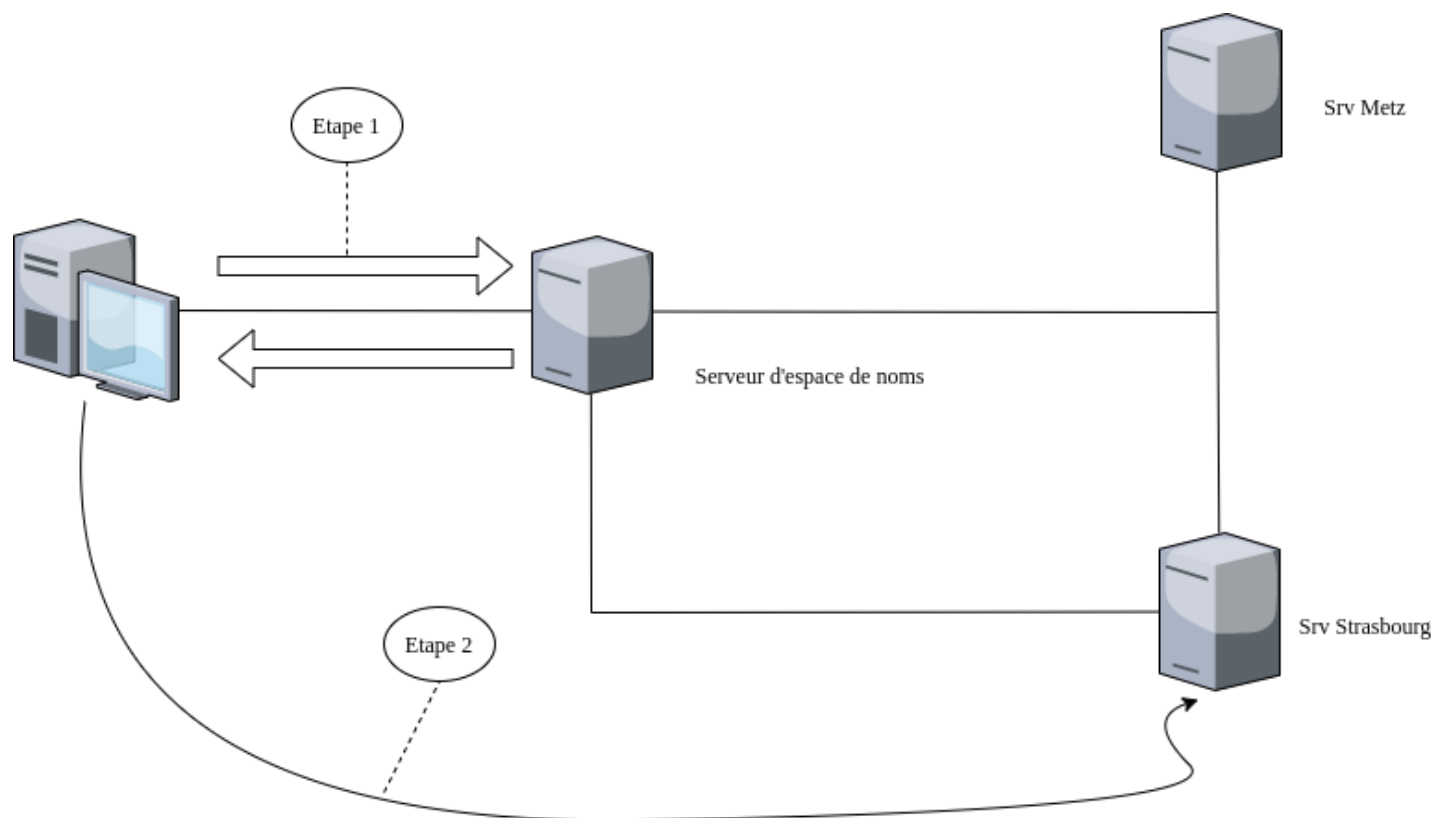 Etape 1
Srv Metz
Serveur d'espace de noms
Etape 2
Srv Strasbourg